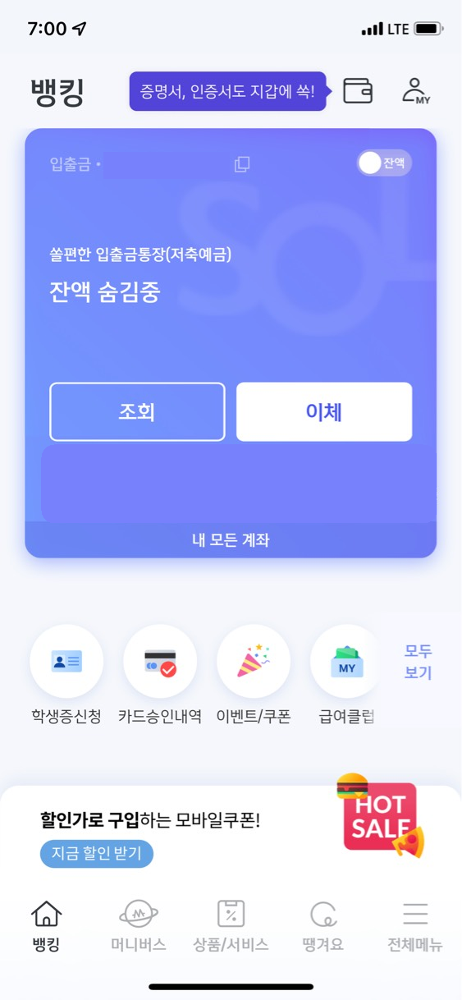 7:00
LTE
뱅킹
증명서, 인증서도 지갑에 쏙!
MY
입출금 •
잔액
SOL
쏠편한 입출금통장(저축예금)
잔액 숨김중
조회
이체
내 모든 계좌
MY
학생증신청
카드승인내역
이벤트/쿠폰
급여클럽
모두
보기
할인가로 구입하는 모바일쿠폰!
지금 할인 받기
HOT
SALE
뱅킹
머니버스
상품/서비스
땡겨요
전체메뉴